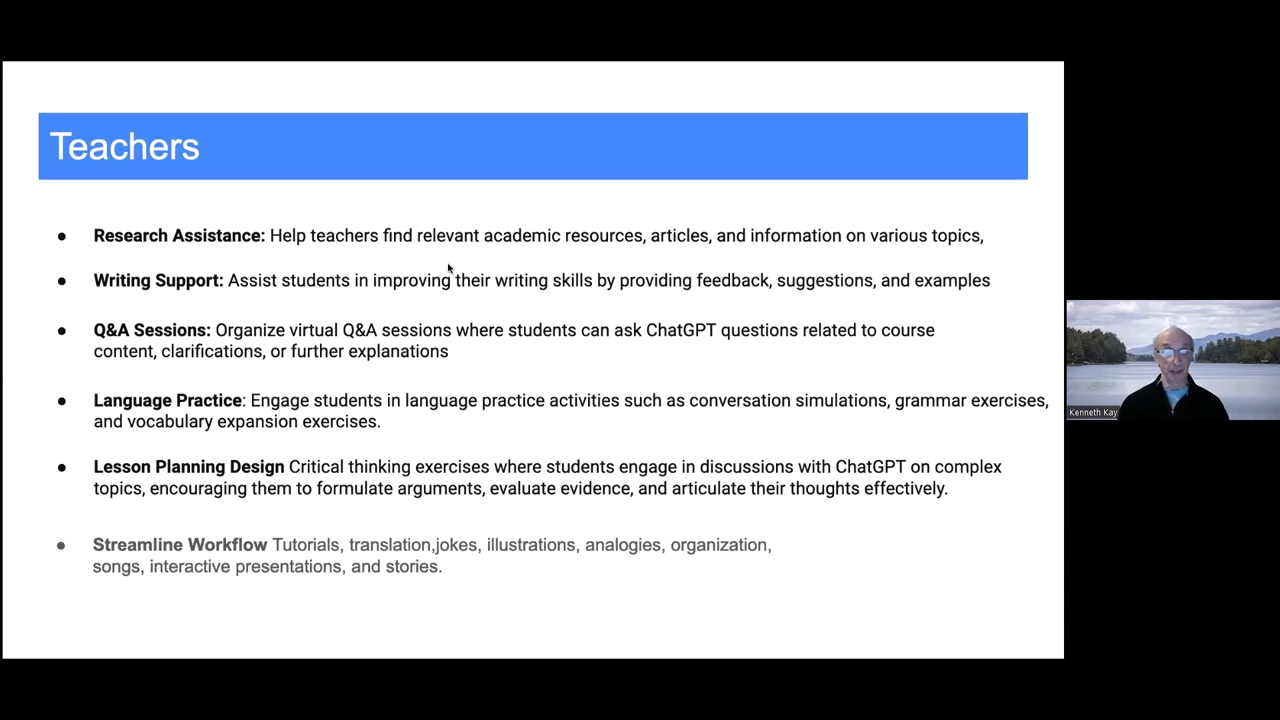 Teachers
● Research Assistance: Help teachers find relevant academic resources, articles, and information on various topics,
● Writing Support: Assist students in improving their writing skills by providing feedback, suggestions, and examples
● Q&A Sessions: Organize virtual Q&A sessions where students can ask ChatGPT questions related to course
content, clarifications, or further explanations
● Language Practice: Engage students in language practice activities such as conversation simulations, grammar exercises,
and vocabulary expansion exercises.
● Lesson Planning Design Critical thinking exercises where students engage in discussions with ChatGPT on complex
topics, encouraging them to formulate arguments, evaluate evidence, and articulate their thoughts effectively.
● Streamline Workflow Tutorials, translation,jokes, illustrations, analogies, organization,
songs, interactive presentations, and stories.
Kenneth Kay